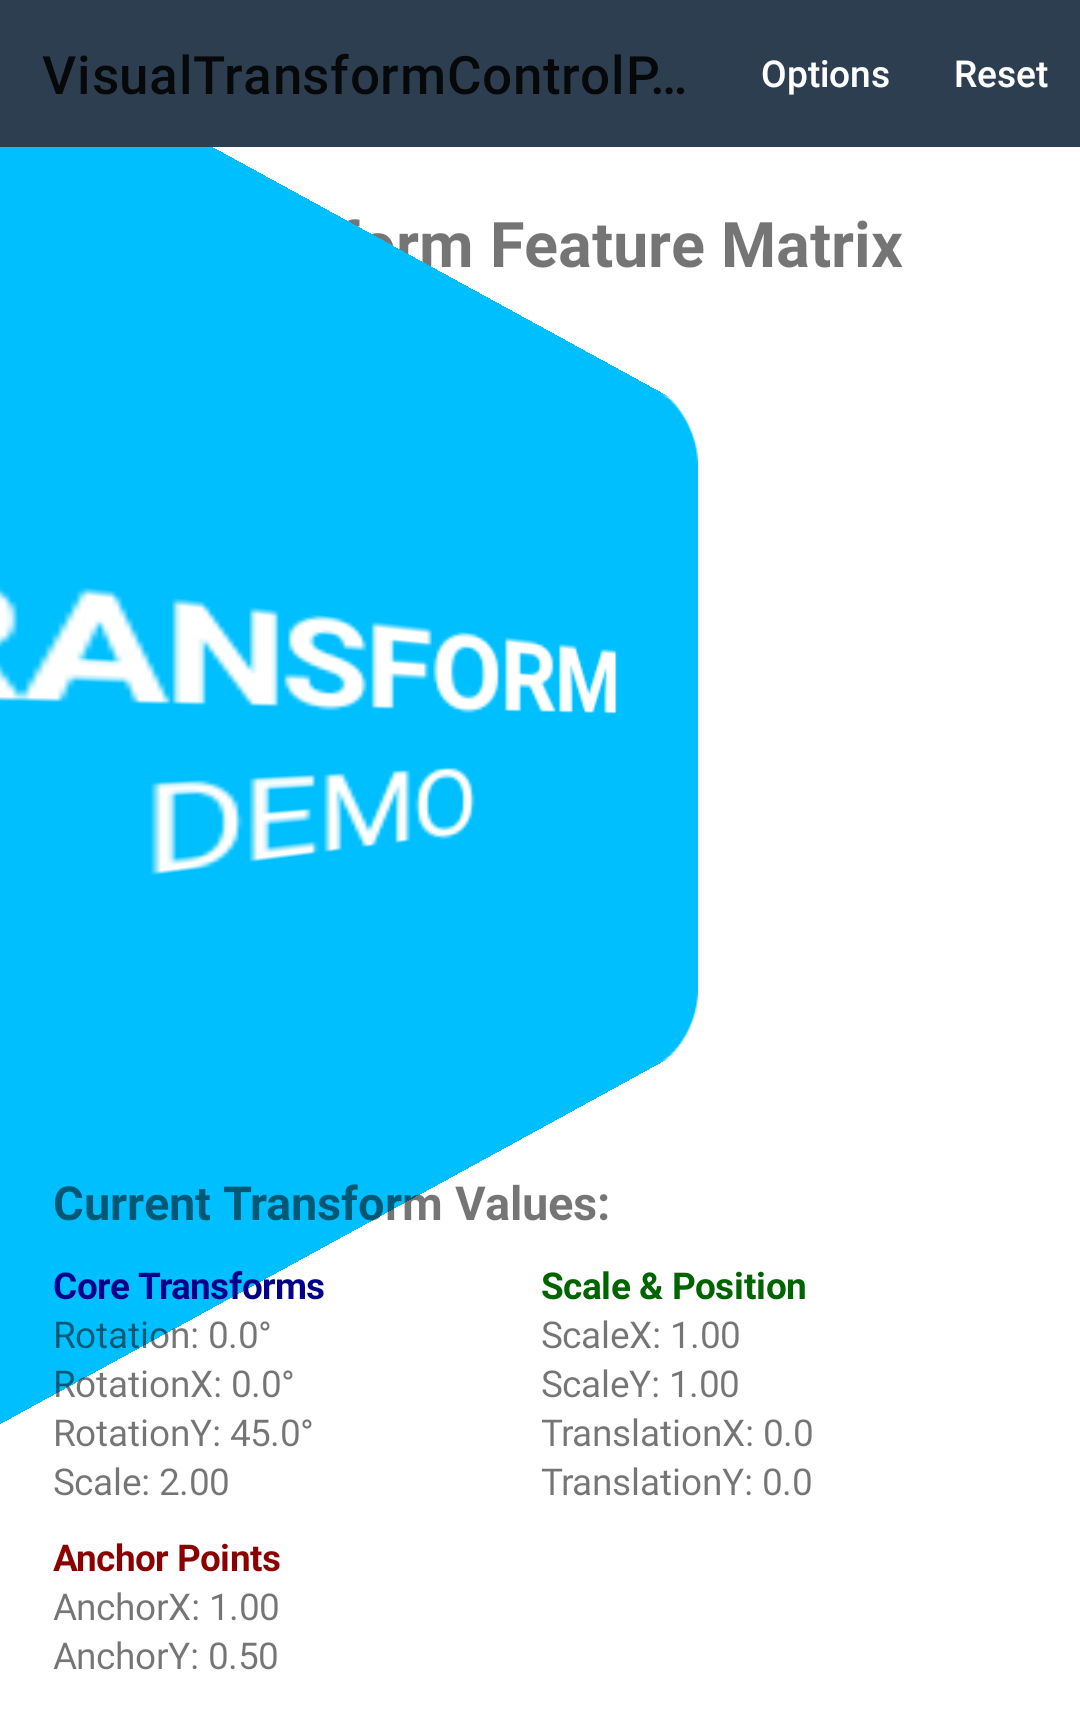 VisualTransformControlP...
Options
Reset
Feature Matrix
DEMO
Current Transform Values:
Core Transforms
Rotation: 0.0°
RotationX: 0.0°
RotationY: 45.0°
Scale: 2.00
Scale & Position
ScaleX: 1.00
ScaleY: 1.00
TranslationX: 0.0
TranslationY: 0.0
Anchor Points
AnchorX: 1.00
AnchorY: 0.50